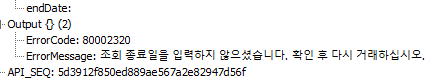 endDate:
Output {} (2)
ErrorCode: 80002320
ErrorMessage: 조회 종료일을 입력하지 않으셨습니다. 확인 후 다시 거래하십시오.
API_SEQ: 5d3912f850ed889ae567a2e82947d56f